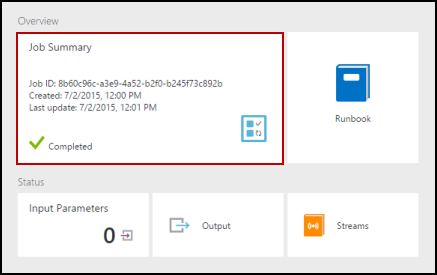 Overview
Job Summary
Job ID: 8b60c96c-a3e9-4a52-b2f0-b245f73c892b
Created: 7/2/2015, 12:00 PM
Last update: 7/2/2015, 12:01 PM
Completed
Runbook
Status
Input Parameters
0
Output
Streams